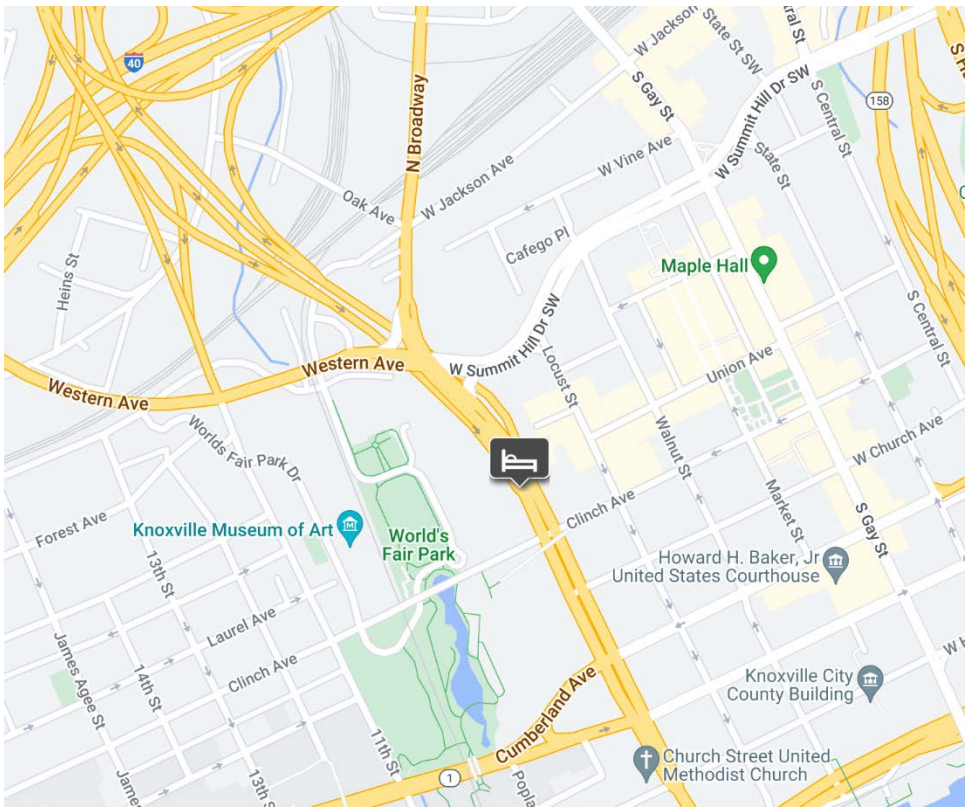 40
W Jackson
State St SW
Central St
S Gay St
158
S Central St
N Broadway
W Summit Hill Dr SW
W Vine Ave
State St
W Jackson Ave
Oak Ave
Cafego Pl
Maple Hall
Heins St
W Summit Hill Dr SW
S Central St
Western Ave
Western Ave
Locust St
Union Ave
Worlds Fair Park Dr
Walnut St
W Church Ave
Market St
Clinch Ave
S Gay St
Forest Ave
Knoxville Museum of Art
World's
Fair Park
Howard H. Baker, Jr
United States Courthouse
13th St
Laurel Ave
Clinch Ave
James Agee St
14th St
11th St
Cumberland Ave
Knoxville City
County Building
W H
James
13th St
1
Popla
Church Street United
Methodist Church